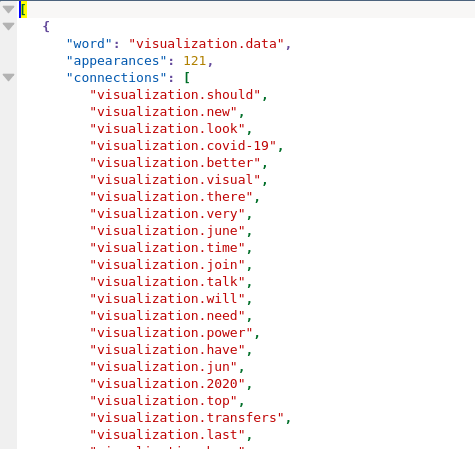 [
{
"word": "visualization.data",
"appearances": 121,
"connections": [
"visualization.should",
"visualization.new",
"visualization.look",
"visualization.covid-19",
"visualization.better",
"visualization.visual",
"visualization.there",
"visualization.very",
"visualization.june",
"visualization.time",
"visualization.join",
"visualization.talk",
"visualization.will",
"visualization.need",
"visualization.power",
"visualization.have",
"visualization.jun",
"visualization.2020",
"visualization.top",
"visualization.transfers",
"visualization.last",